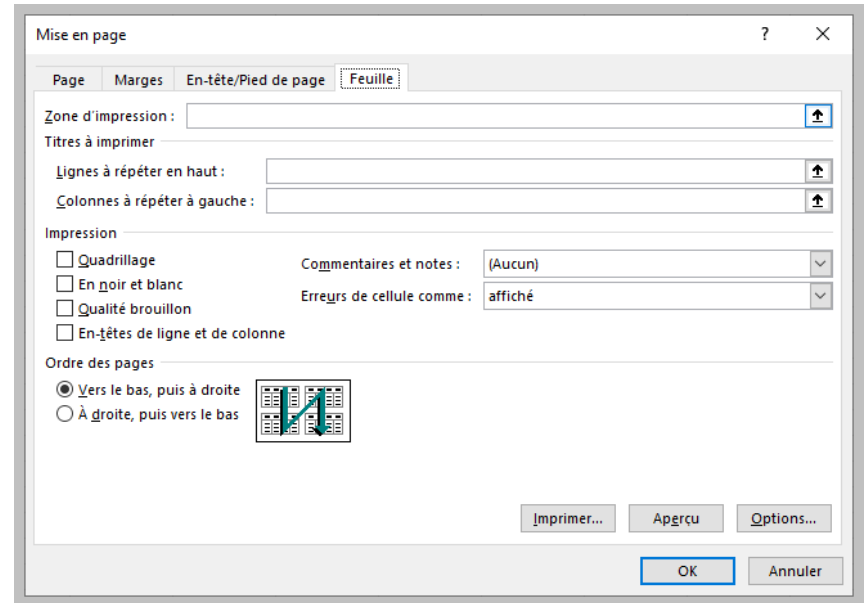 Mise en page ?
Page Marges En-tête/Pied de page Feuille
Zone d'impression :
Titres à imprimer
Lignes à répéter en haut :
Colonnes à répéter à gauche :
Impression
Quadrillage
En noir et blanc
Qualité brouillon
En-têtes de ligne et de colonne
Commentaires et notes : (Aucun)
Erreurs de cellule comme : affiché
Ordre des pages
Vers le bas, puis à droite
À droite, puis vers le bas
Imprimer... Aperçu Options...
OK Annuler